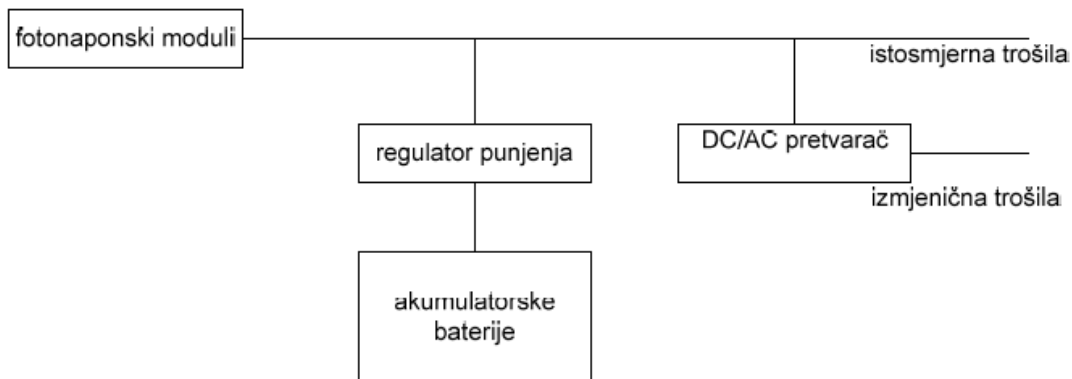 fotonaponski moduli
istosmjerna trošila
regulator punjenja
DC/AC pretvarač
izmjenična trošila
akumulatorske
baterije